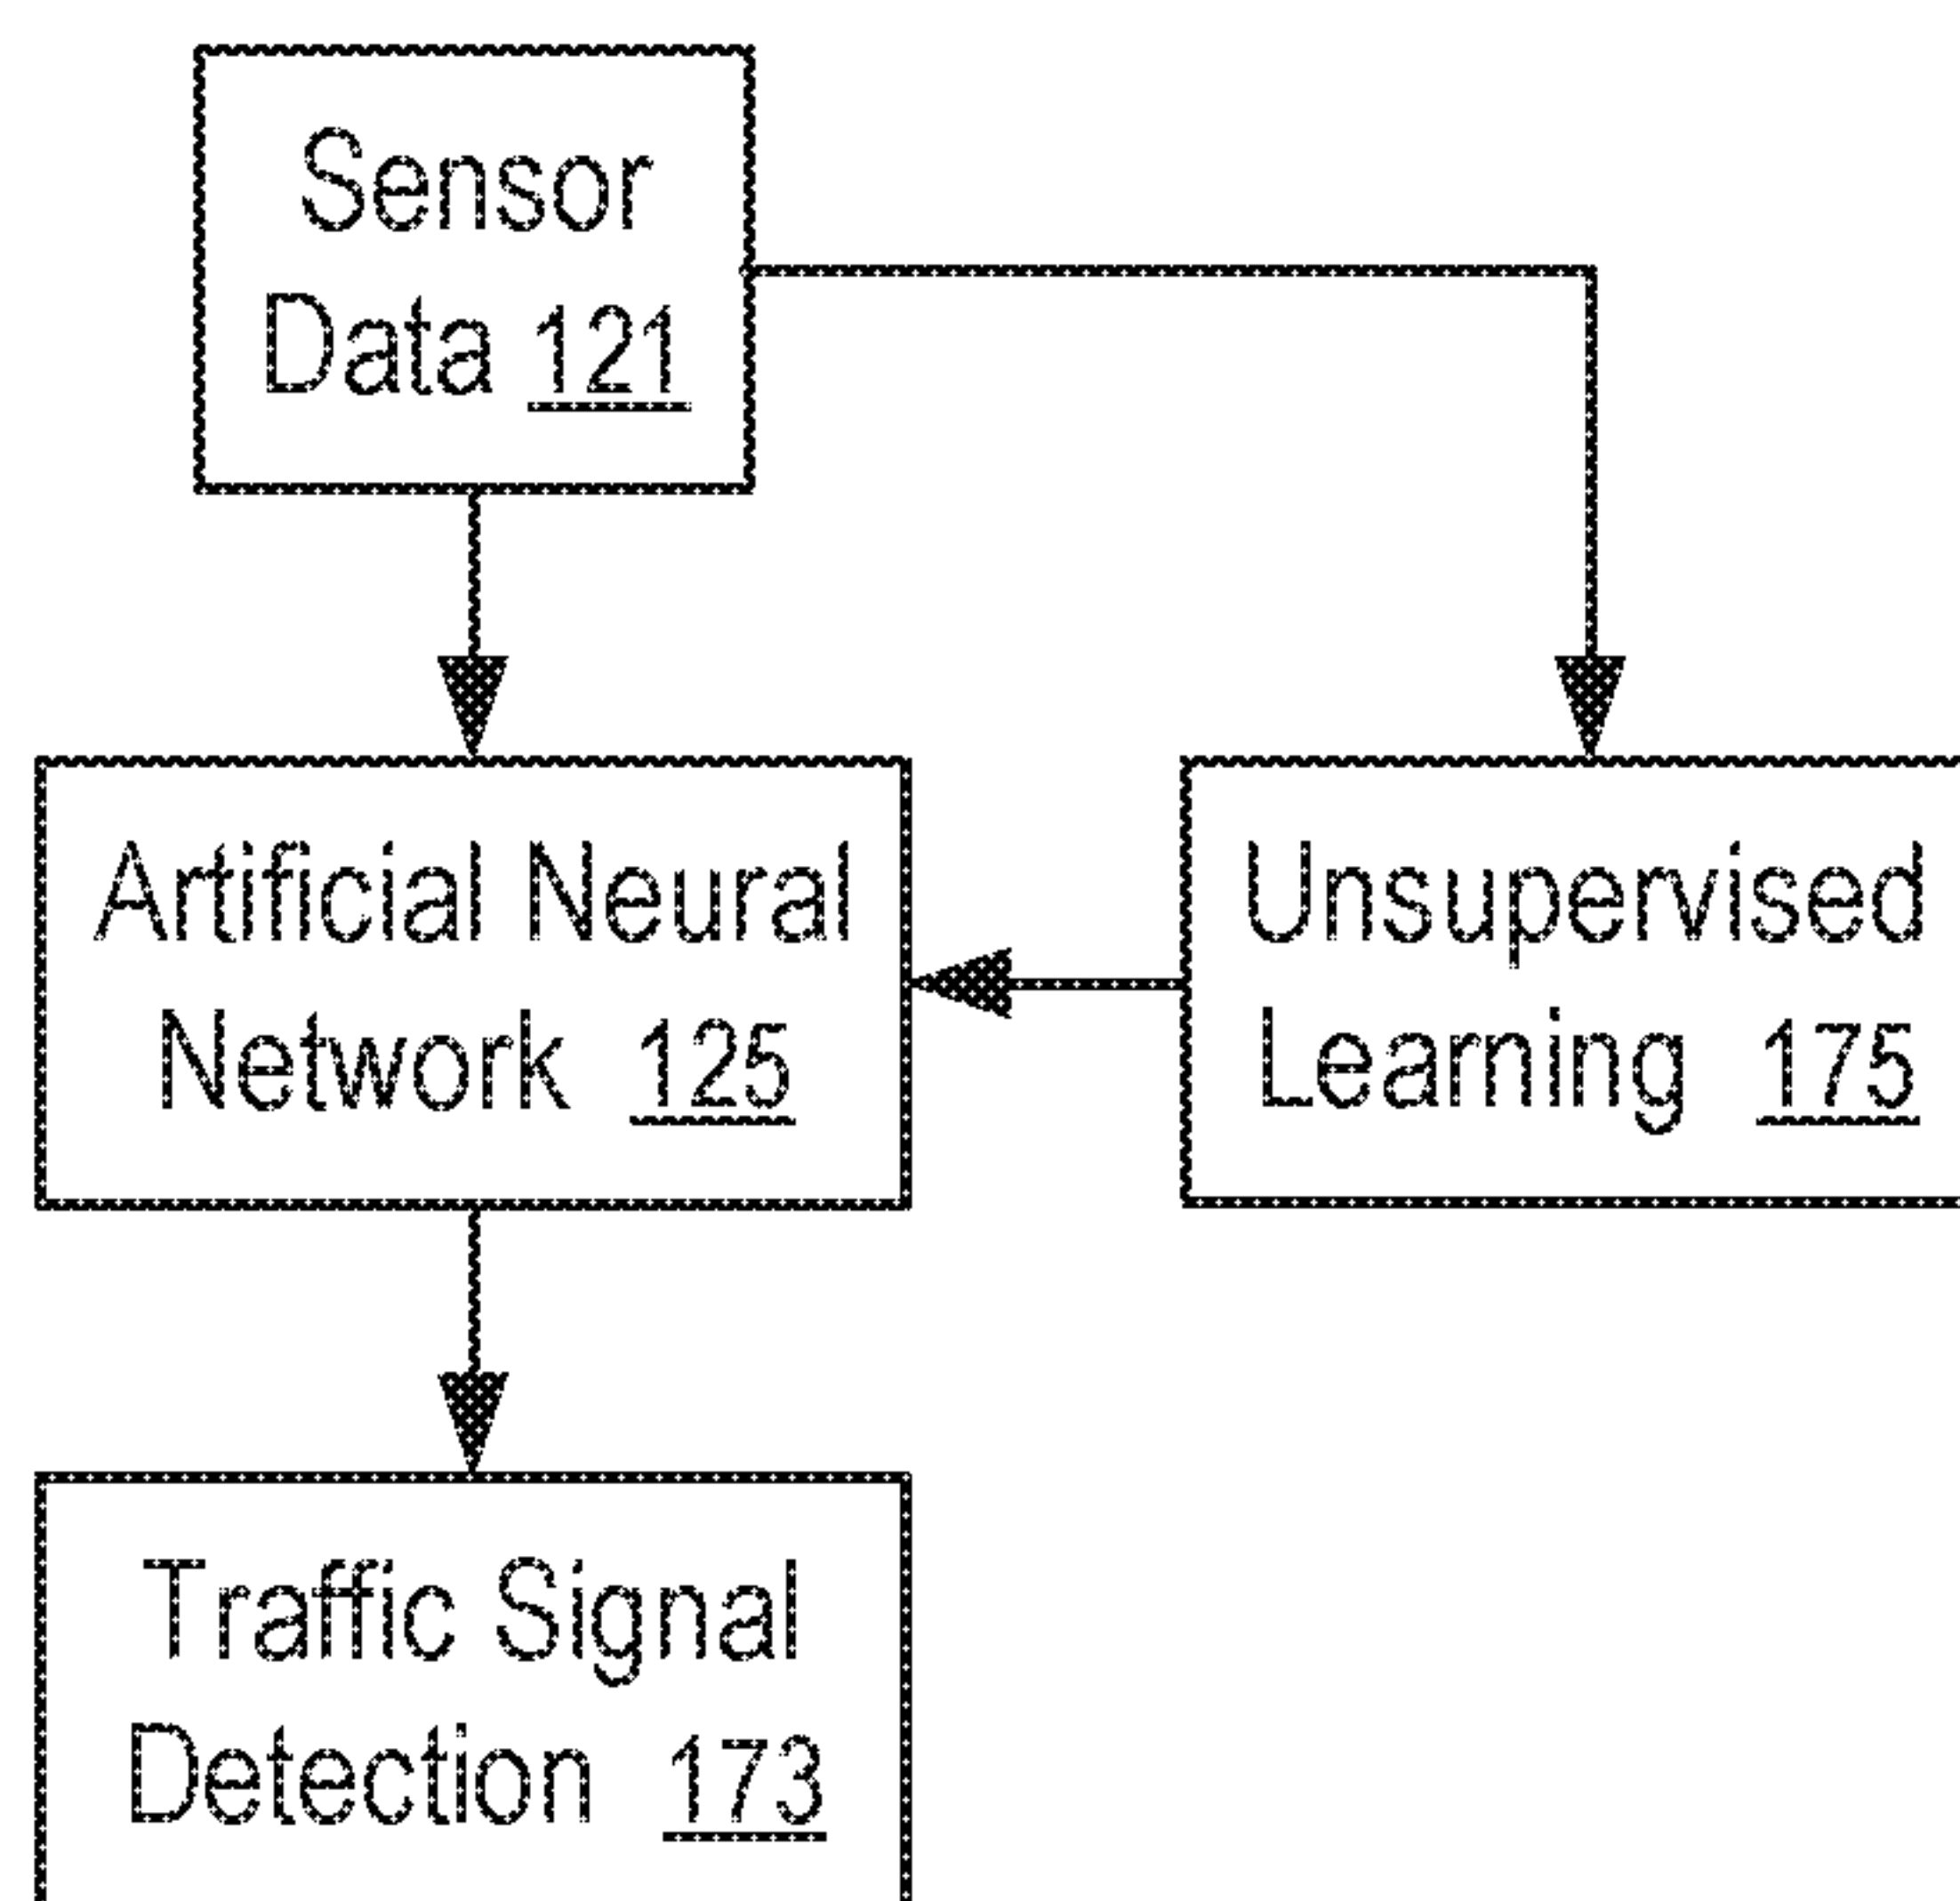 Sensor
Data 121
Artificial Neural
Network 125
Unsupervised
Learning 175
Traffic Signal
Detection 173